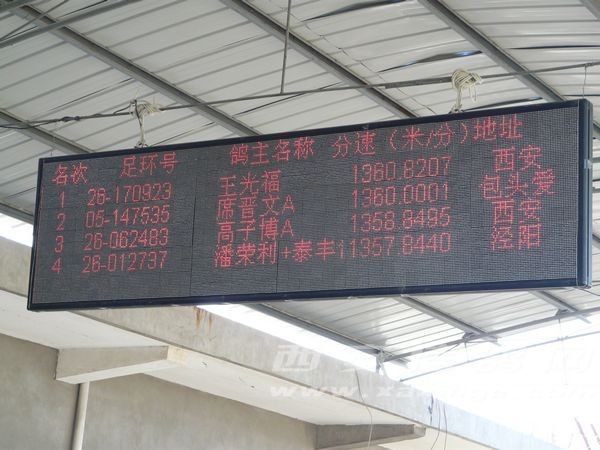 名次 足环号 鸽主名称 分速（米/分）地址
1 26-170923 王光福 1360.8207 西安
2 05-147535 席晋文A 1360.0001 包头爱
3 26-062483 高子博A 1358.8485 西安
4 26-012737 潘荣利+泰丰11357.8440 泾阳